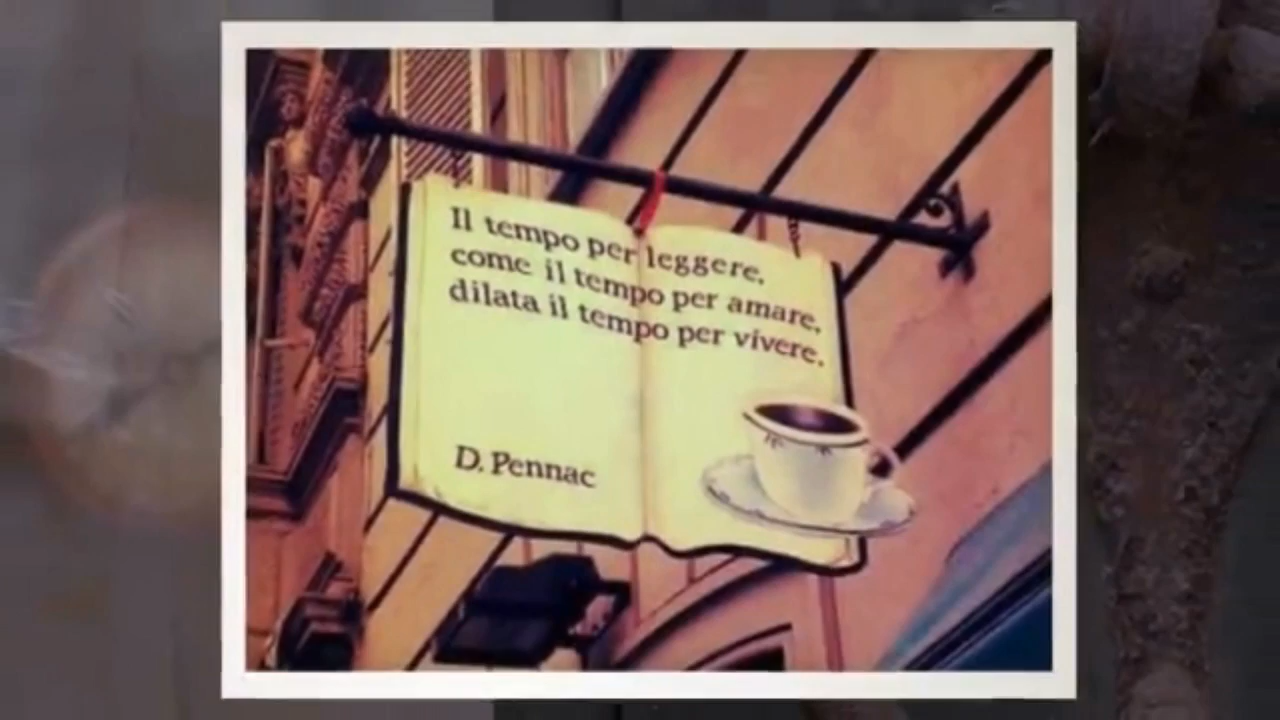 Il tempo per leggere,
come il tempo per amare,
dilata il tempo per vivere.
D. Pennac